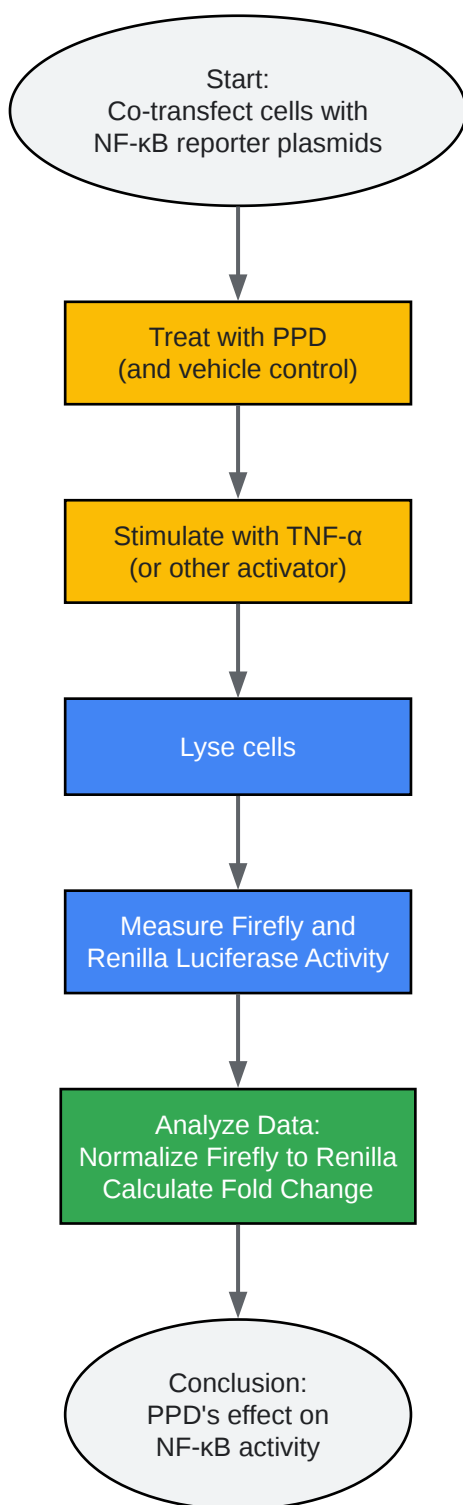 Start:
Co-transfect cells with
NF-κB reporter plasmids
Treat with PPD
(and vehicle control)
Stimulate with TNF-α
(or other activator)
Lyse cells
Measure Firefly and
Renilla Luciferase Activity
Analyze Data:
Normalize Firefly to Renilla
Calculate Fold Change
Conclusion:
PPD's effect on
NF-κB activity